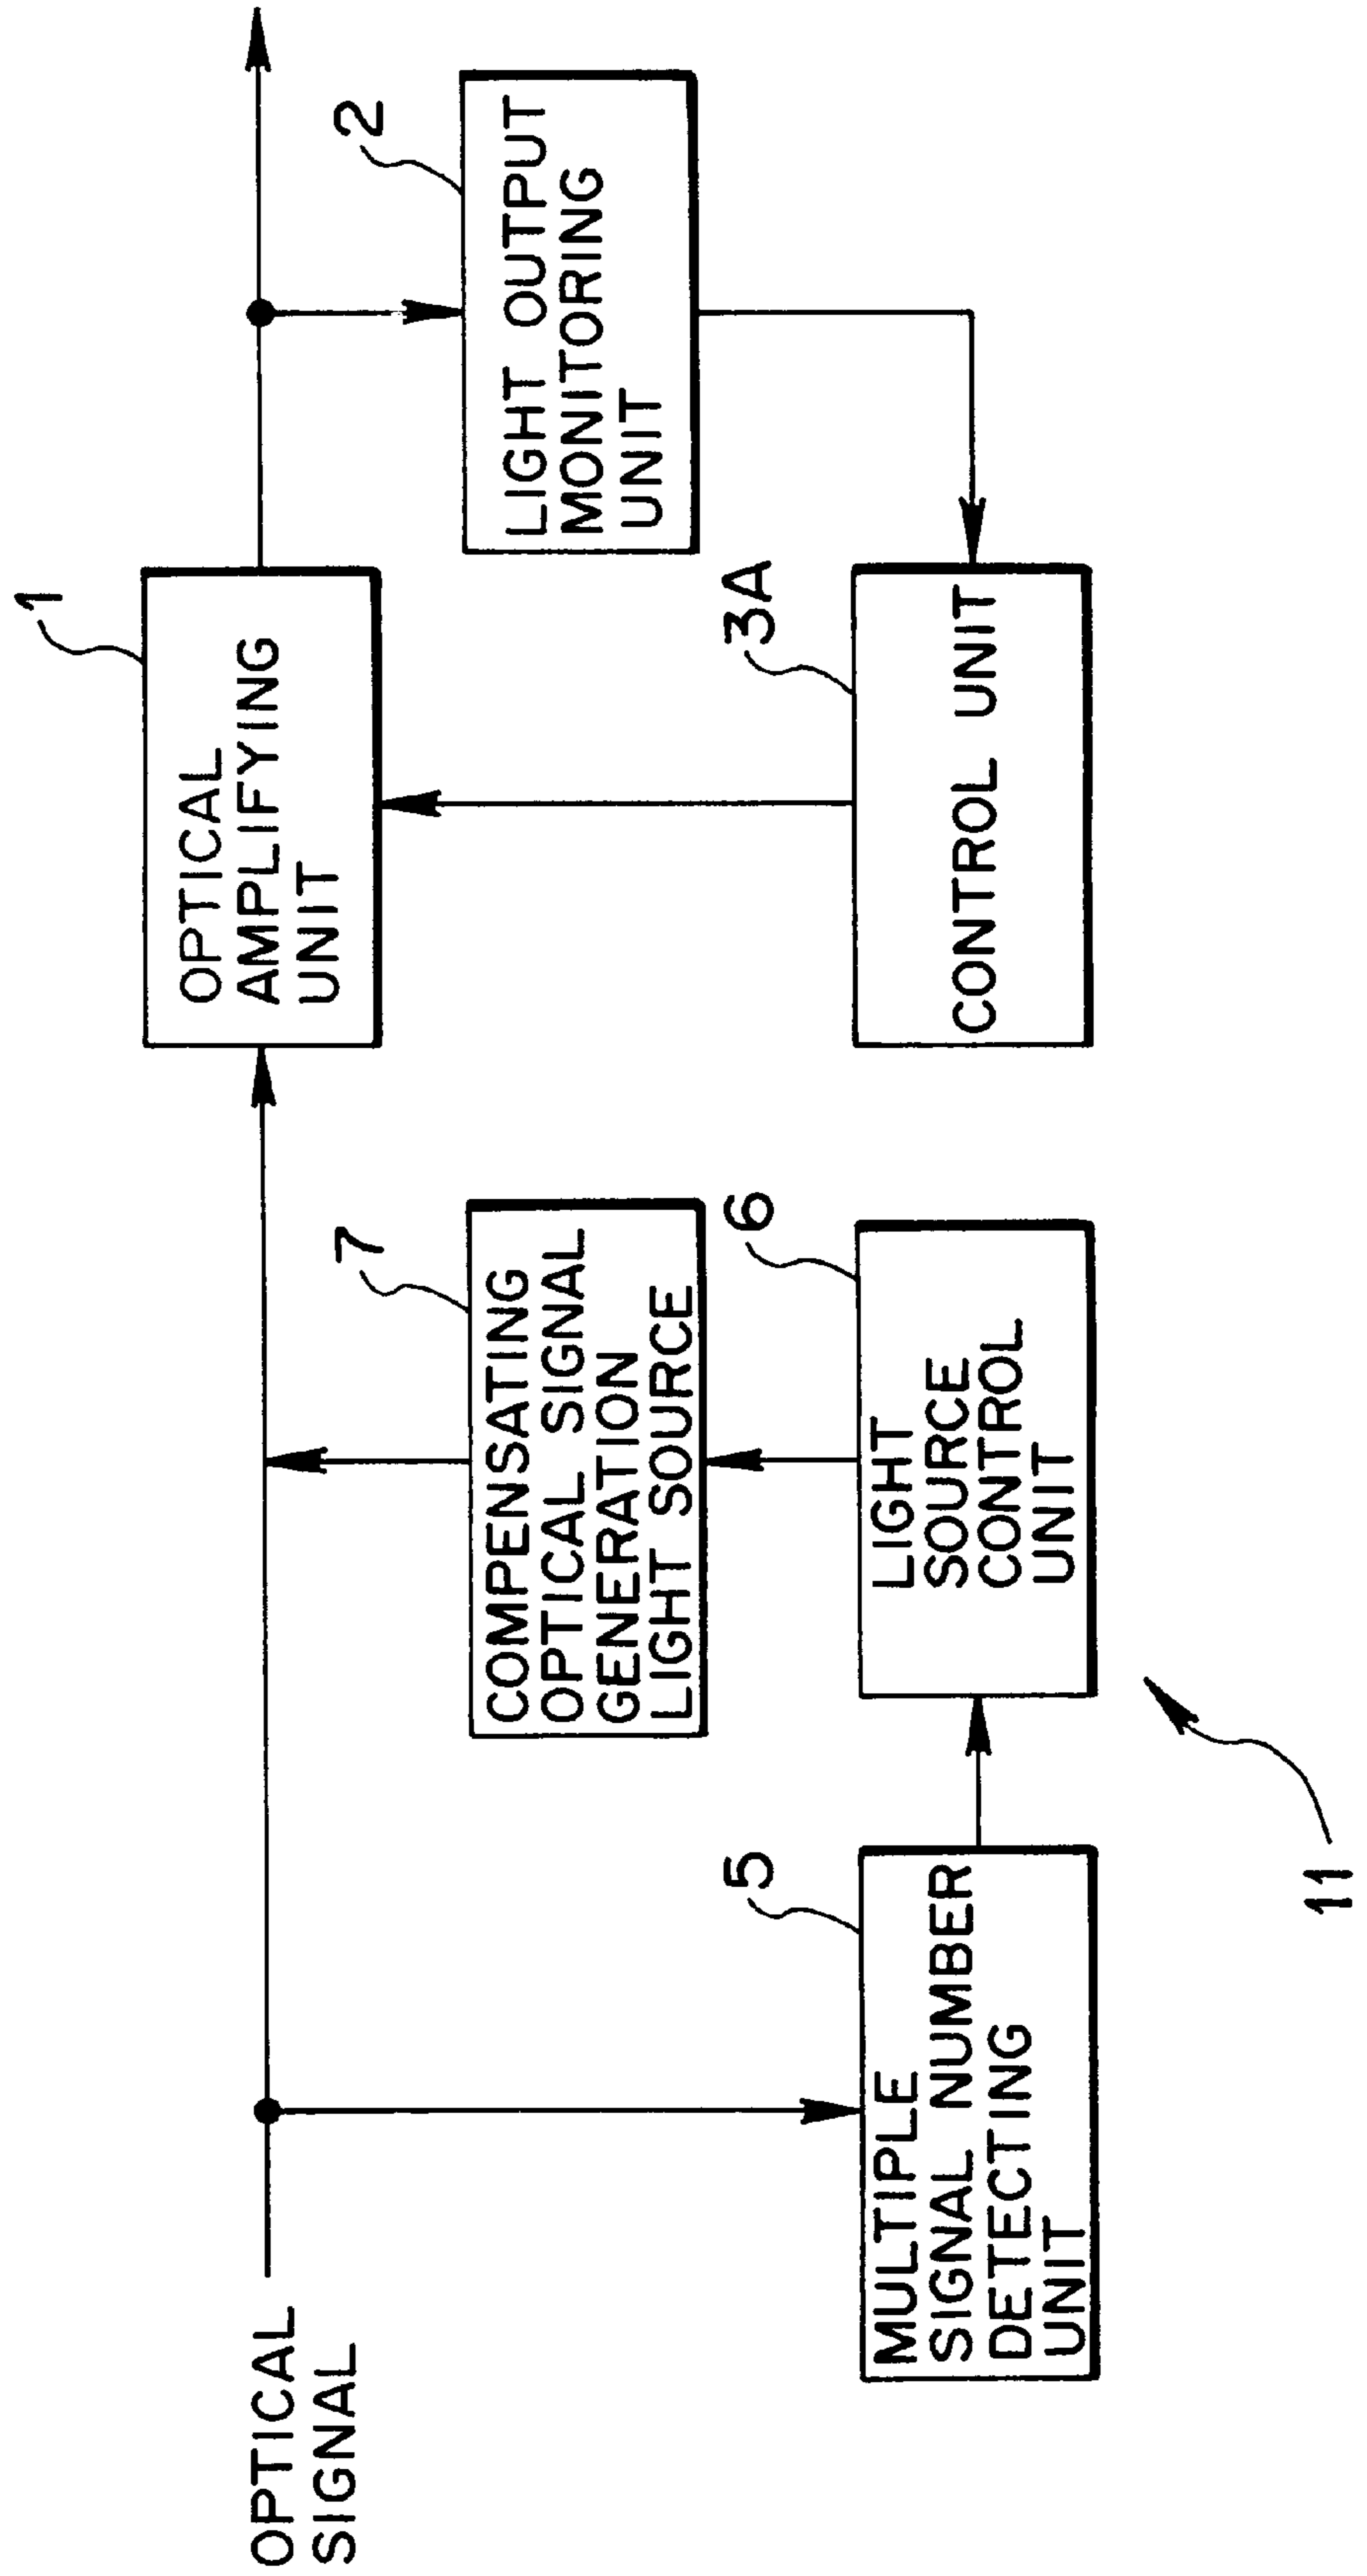 OPTICAL
SIGNAL
1
OPTICAL
AMPLIFYING
UNIT
2
LIGHT OUTPUT
MONITORING
UNIT
7
COMPENSATING
OPTICAL SIGNAL
GENERATION
LIGHT SOURCE
5
MULTIPLE
SIGNAL NUMBER
DETECTING
UNIT
6
LIGHT
SOURCE
CONTROL
UNIT
3A
CONTROL UNIT
11